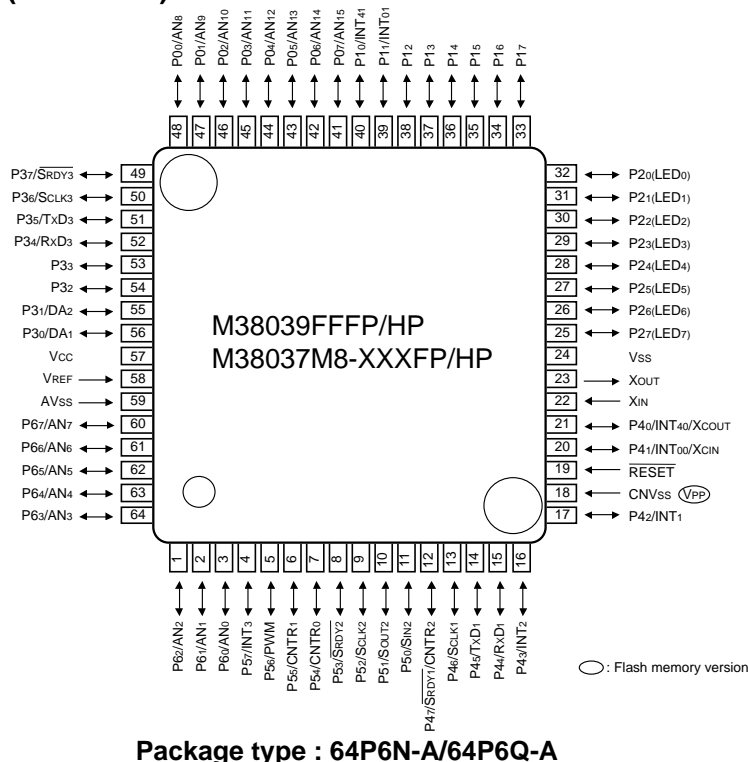 P00/AN8
P01/AN9
P02/AN10
P03/AN11
P04/AN12
P05/AN13
P06/AN14
P07/AN15
P10/INT41
P11/INT01
P12
P13
P14
P15
P16
P17
48
47
46
45
44
43
42
41
40
39
38
37
36
35
34
33
P37/SRDY3 49
P36/SCLK3 50
P35/TXD3 51
P34/RXD3 52
P33 53
P32 54
P31/DA2 55
P30/DA1 56
VCC 57
VREF 58
AVSS 59
P67/AN7 60
P66/AN6 61
P65/AN5 62
P64/AN4 63
P63/AN3 64
M38039FFFP/HP
M38037M8-XXXFP/HP
32 P20(LED0)
31 P21(LED1)
30 P22(LED2)
29 P23(LED3)
28 P24(LED4)
27 P25(LED5)
26 P26(LED6)
25 P27(LED7)
24 VSS
23 XOUT
22 XIN
21 P40/INT40/XCOUT
20 P41/INT00/XCIN
19 RESET
18 CNVSS VPP
17 P42/INT1
1
2
3
4
5
6
7
8
9
10
11
12
13
14
15
16
P62/AN2
P61/AN1
P60/AN0
P57/INT3
P56/PWM
P55/CNTR1
P54/CNTR0
P53/SRDY2
P52/SCLK2
P51/SOUT2
P50/SIN2
P47/SRDY1/CNTR2
P46/SCLK1
P45/TXD1
P44/RXD1
P43/INT2
: Flash memory version
Package type : 64P6N-A/64P6Q-A